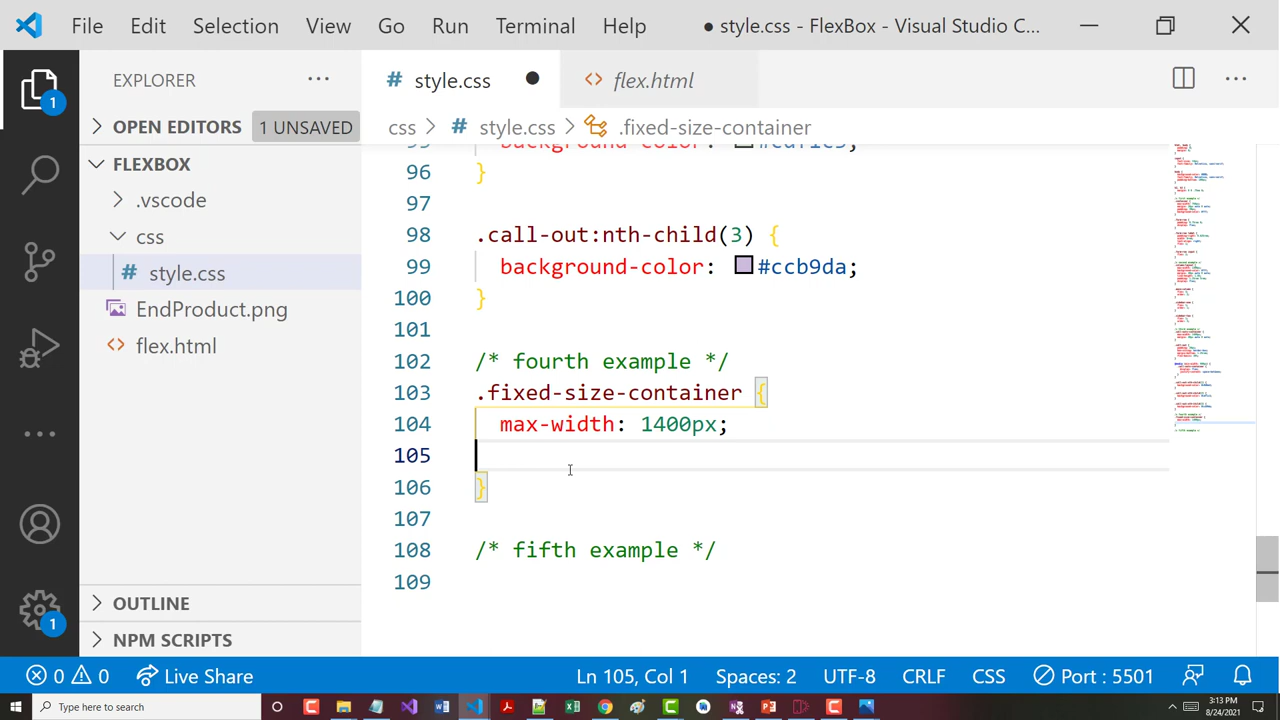 File Edit Selection View Go Run Terminal Help ● style.css - FlexBox - Visual Studio C...
EXPLORER ...
# style.css ●
<> flex.html
1
OPEN EDITORS 1 UNSAVED
css > # style.css > .fixed-size-container
FLEXBOX
.vscode
css
# style.css
EndProduct.png
<> flex.html
OUTLINE
NPM SCRIPTS
1
96 }
97
98 .call-out:nth-child(3) {
99 background-color: #ccb9da;
100 }
101
102 /* fourth example */
103 .fixed-size-container {
104 max-width: 1400px;
105
106 }
107
108 /* fifth example */
109
0 0 Live Share Ln 105, Col 1 Spaces: 2 UTF-8 CRLF CSS Port : 5501
Type here to search
3:13 PM
8/24/2021